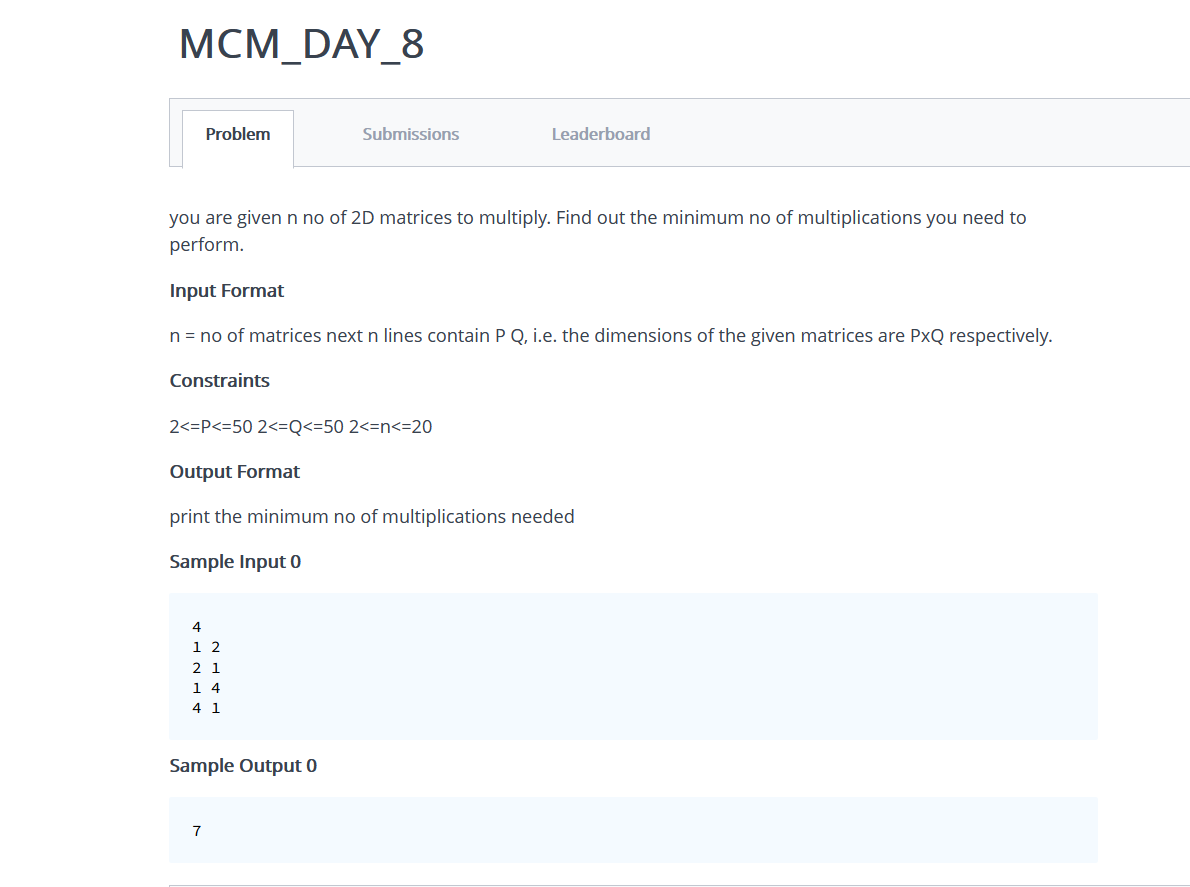 MCM_DAY_8
Problem
Submissions
Leaderboard
you are given n no of 2D matrices to multiply. Find out the minimum no of multiplications you need to
perform.
Input Format
n = no of matrices next n lines contain P Q, i.e. the dimensions of the given matrices are PxQ respectively.
Constraints
2<=P<=50 2<=Q<=50 2<=n<=20
Output Format
print the minimum no of multiplications needed
Sample Input 0
4
1 2
2 1
1 4
4 1
Sample Output 0
7